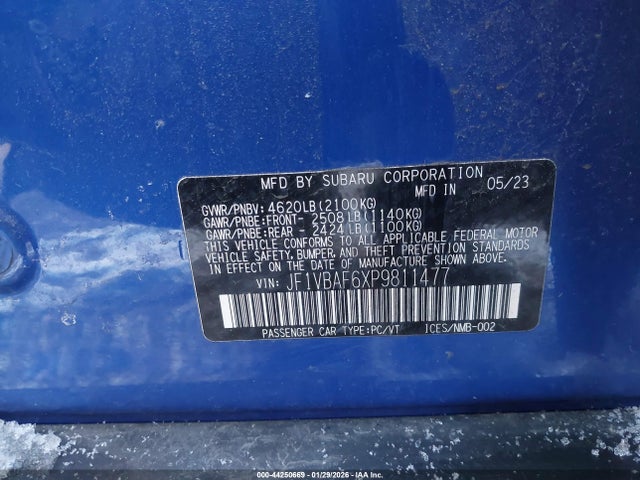 MFD BY SUBARU CORPORATION
MFD IN 05/23
GVWR/PNBV: 4620LB(2100KG)
GAWR/PNBE:FRONT- 2508LB(1140KG)
GAWR/PNBE:REAR - 2424LB(1100KG)
THIS VEHICLE CONFORMS TO ALL APPLICABLE FEDERAL MOTOR
VEHICLE SAFETY, BUMPER, AND THEFT PREVENTION STANDARDS
IN EFFECT ON THE DATE OF MANUFACTURE SHOWN ABOVE.
VIN: JF1VBAF6XP9811477
PASSENGER CAR TYPE:PC/VT ICES/NMB-002
000-44250669 - 01/29/2026 - IAA Inc.